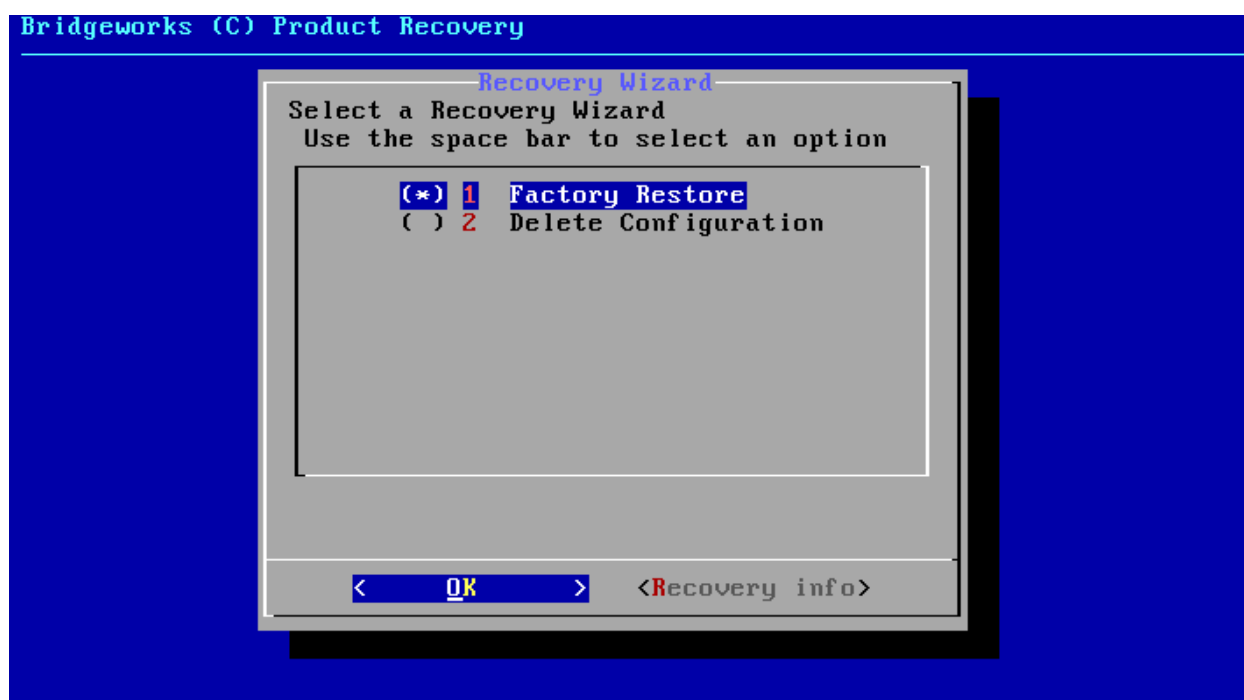 Bridgeworks (C) Product Recovery
Recovery Wizard
Select a Recovery Wizard
Use the space bar to select an option
(*) 1 Factory Restore
( ) 2 Delete Configuration
< OK > <Recovery info>